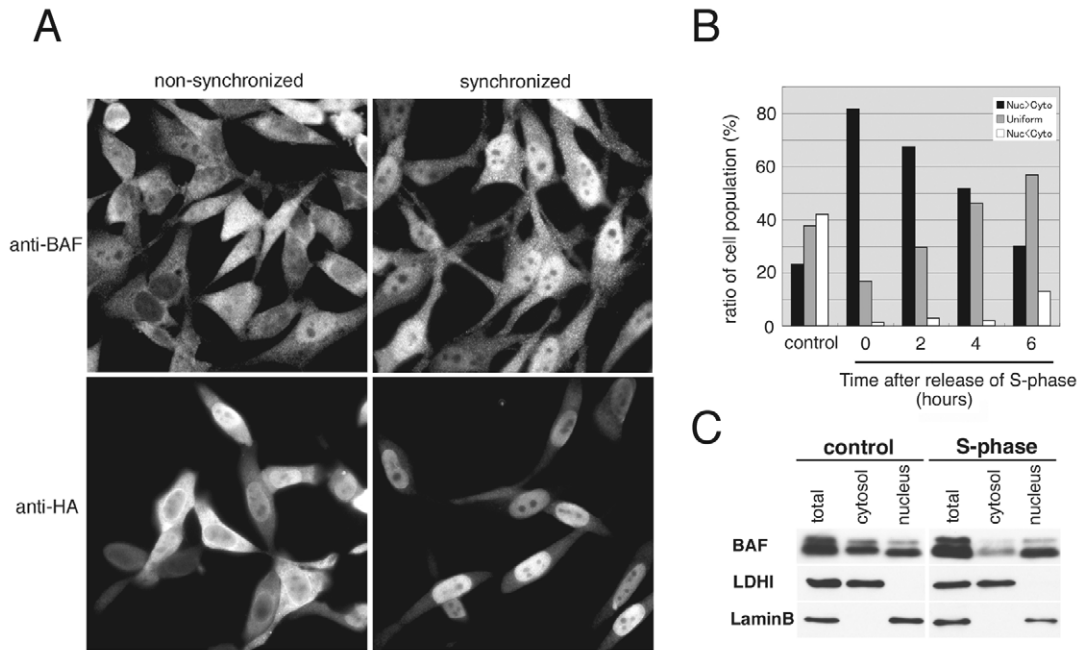 A
non-synchronized
synchronized
anti-BAF
anti-HA
B
ratio of cell population (%)
80
60
40
20
0
Nuc>Cyto
Uniform
Nuc<Cyto
control
0
2
4
6
Time after release of S-phase
(hours)
C
control
S-phase
total
cytosol
nucleus
total
cytosol
nucleus
BAF
LDHI
LaminB